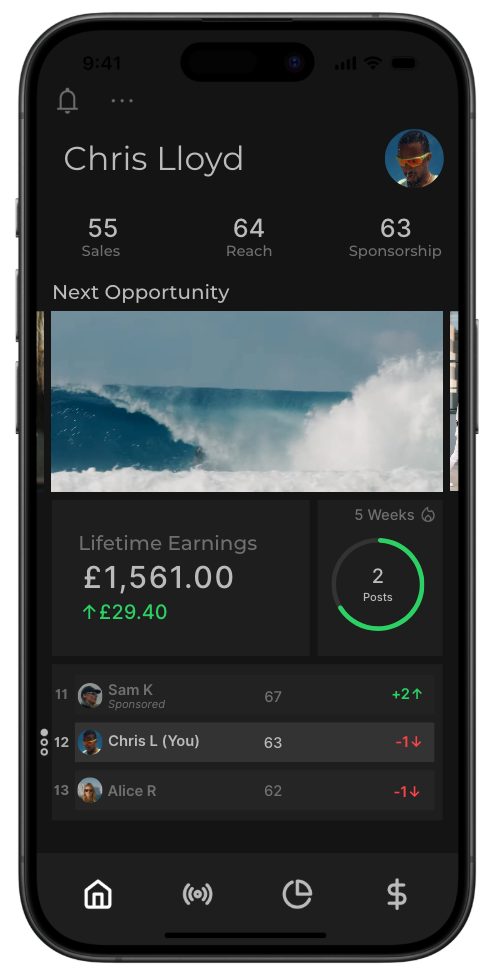 9:41
...
Chris Lloyd
55 64 63
Sales Reach Sponsorship
Next Opportunity
5 Weeks
Lifetime Earnings
£1,561.00
↑£29.40
2
Posts
11 Sam K 67 +2↑
Sponsored
12 Chris L (You) 63 -1↓
13 Alice R 62 -1↓
$